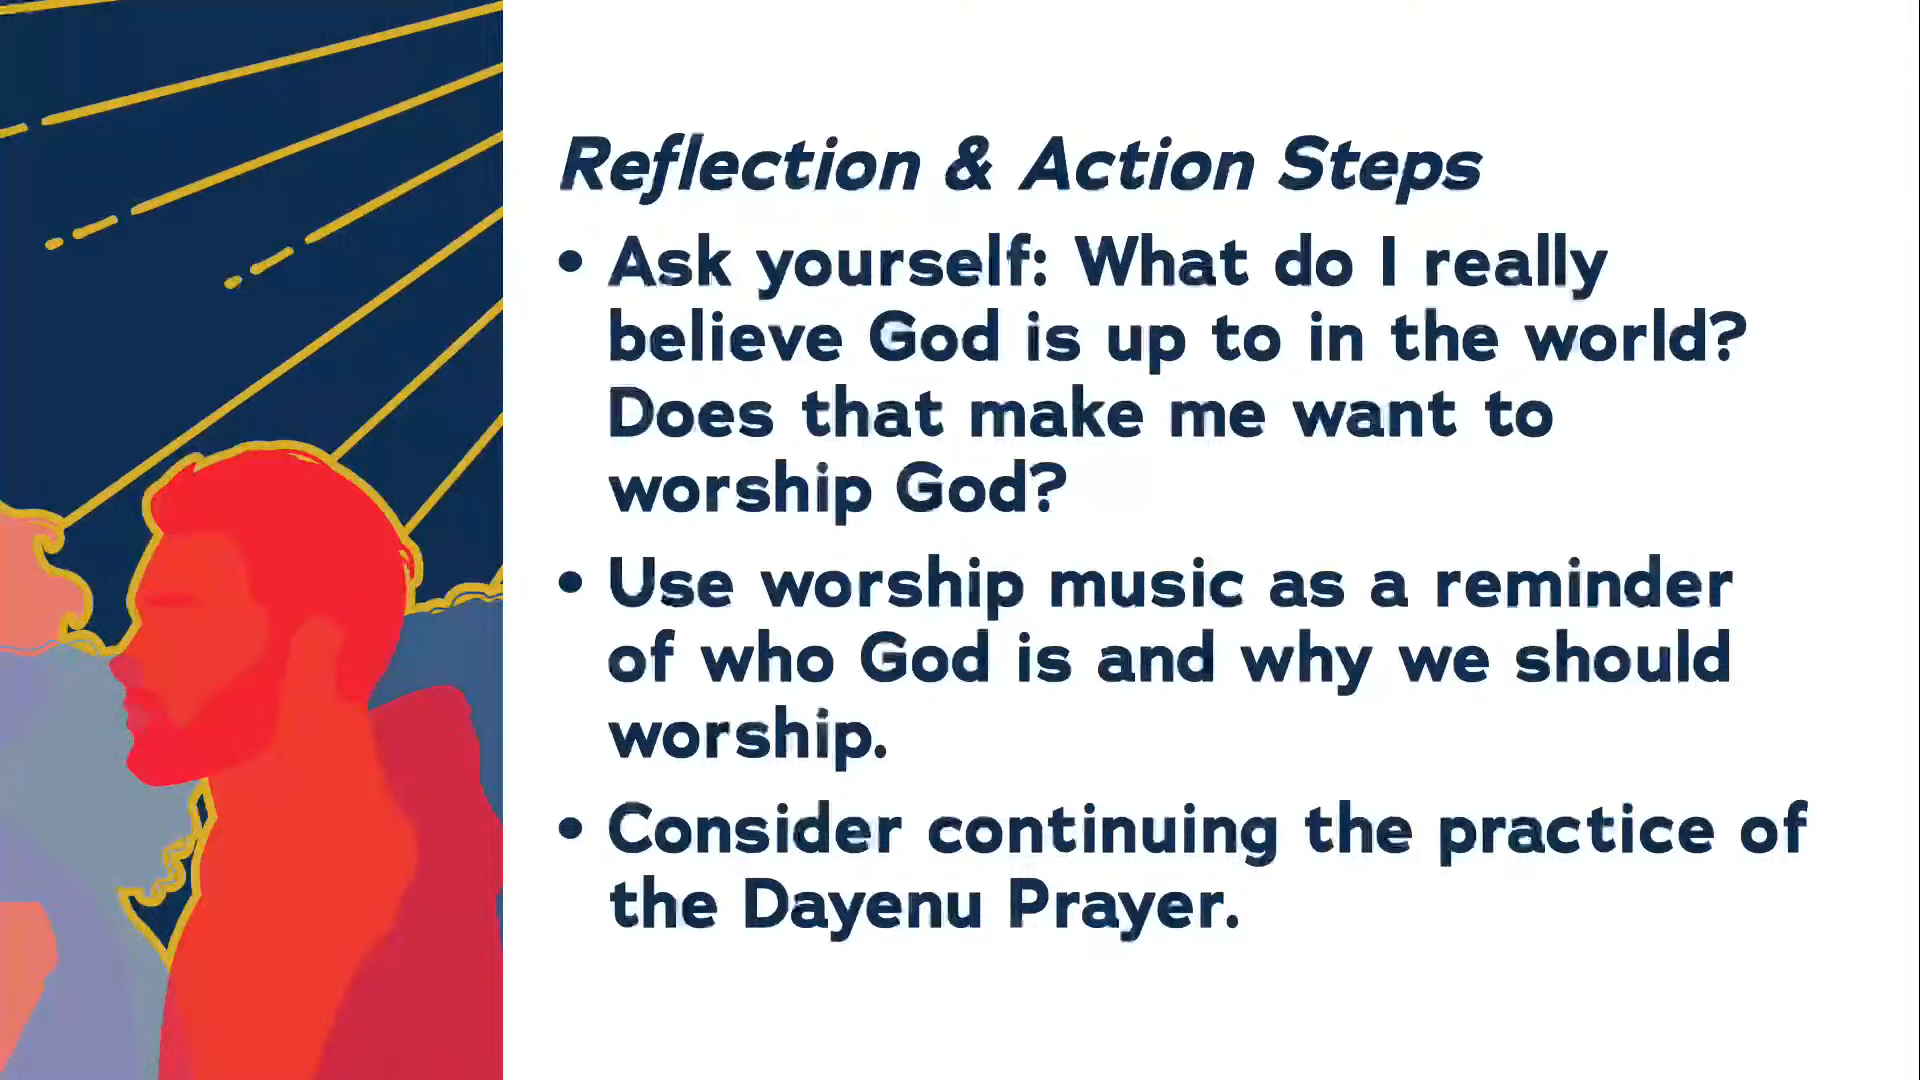 Reflection & Action Steps
• Ask yourself: What do I really
believe God is up to in the world?
Does that make me want to
worship God?
• Use worship music as a reminder
of who God is and why we should
worship.
• Consider continuing the practice of
the Dayenu Prayer.